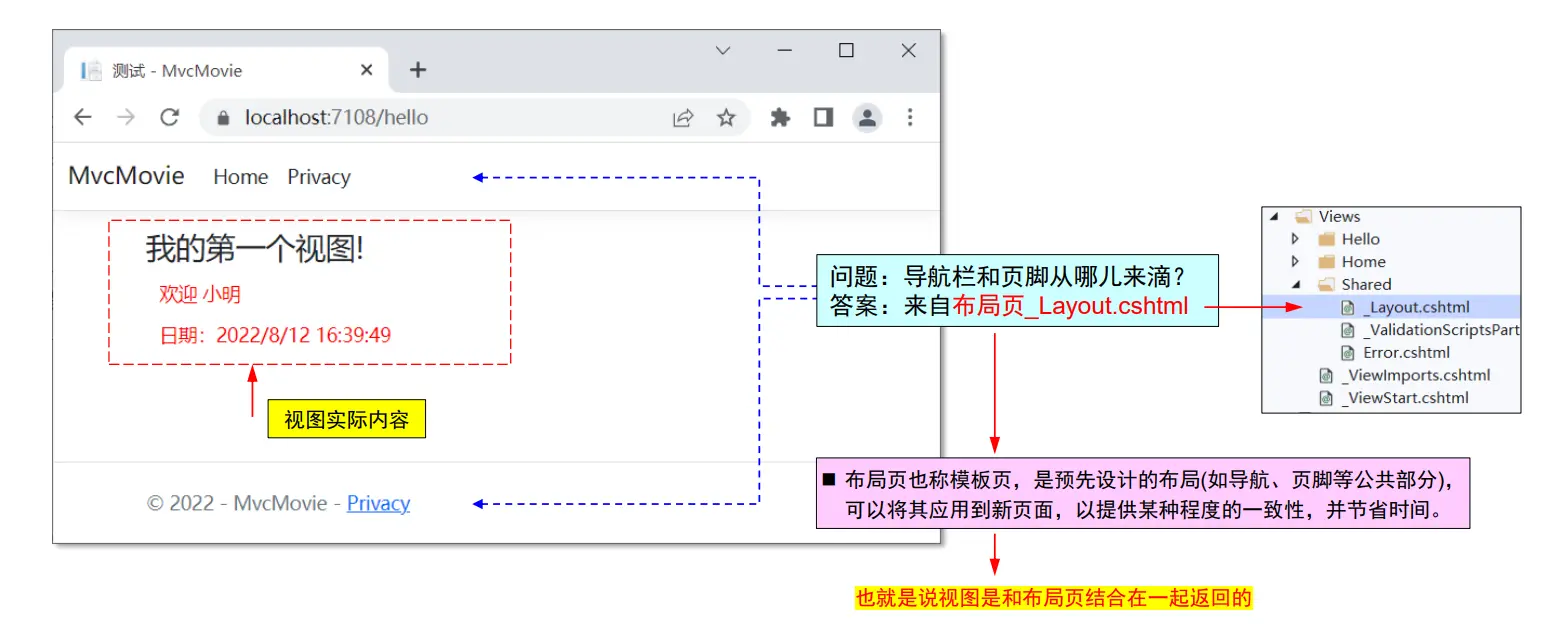 测试 - MvcMovie
localhost:7108/hello
MvcMovie Home Privacy
我的第一个视图!
欢迎 小明
日期：2022/8/12 16:39:49
视图实际内容
© 2022 - MvcMovie - Privacy
问题：导航栏和页脚从哪儿来滴？
答案：来自布局页_Layout.cshtml
Views
Hello
Home
Shared
_Layout.cshtml
_ValidationScriptsPart
Error.cshtml
_ViewImports.cshtml
_ViewStart.cshtml
■ 布局页也称模板页，是预先设计的布局(如导航、页脚等公共部分)，
可以将其应用到新页面，以提供某种程度的一致性，并节省时间。
也就是说视图是和布局页结合在一起返回的